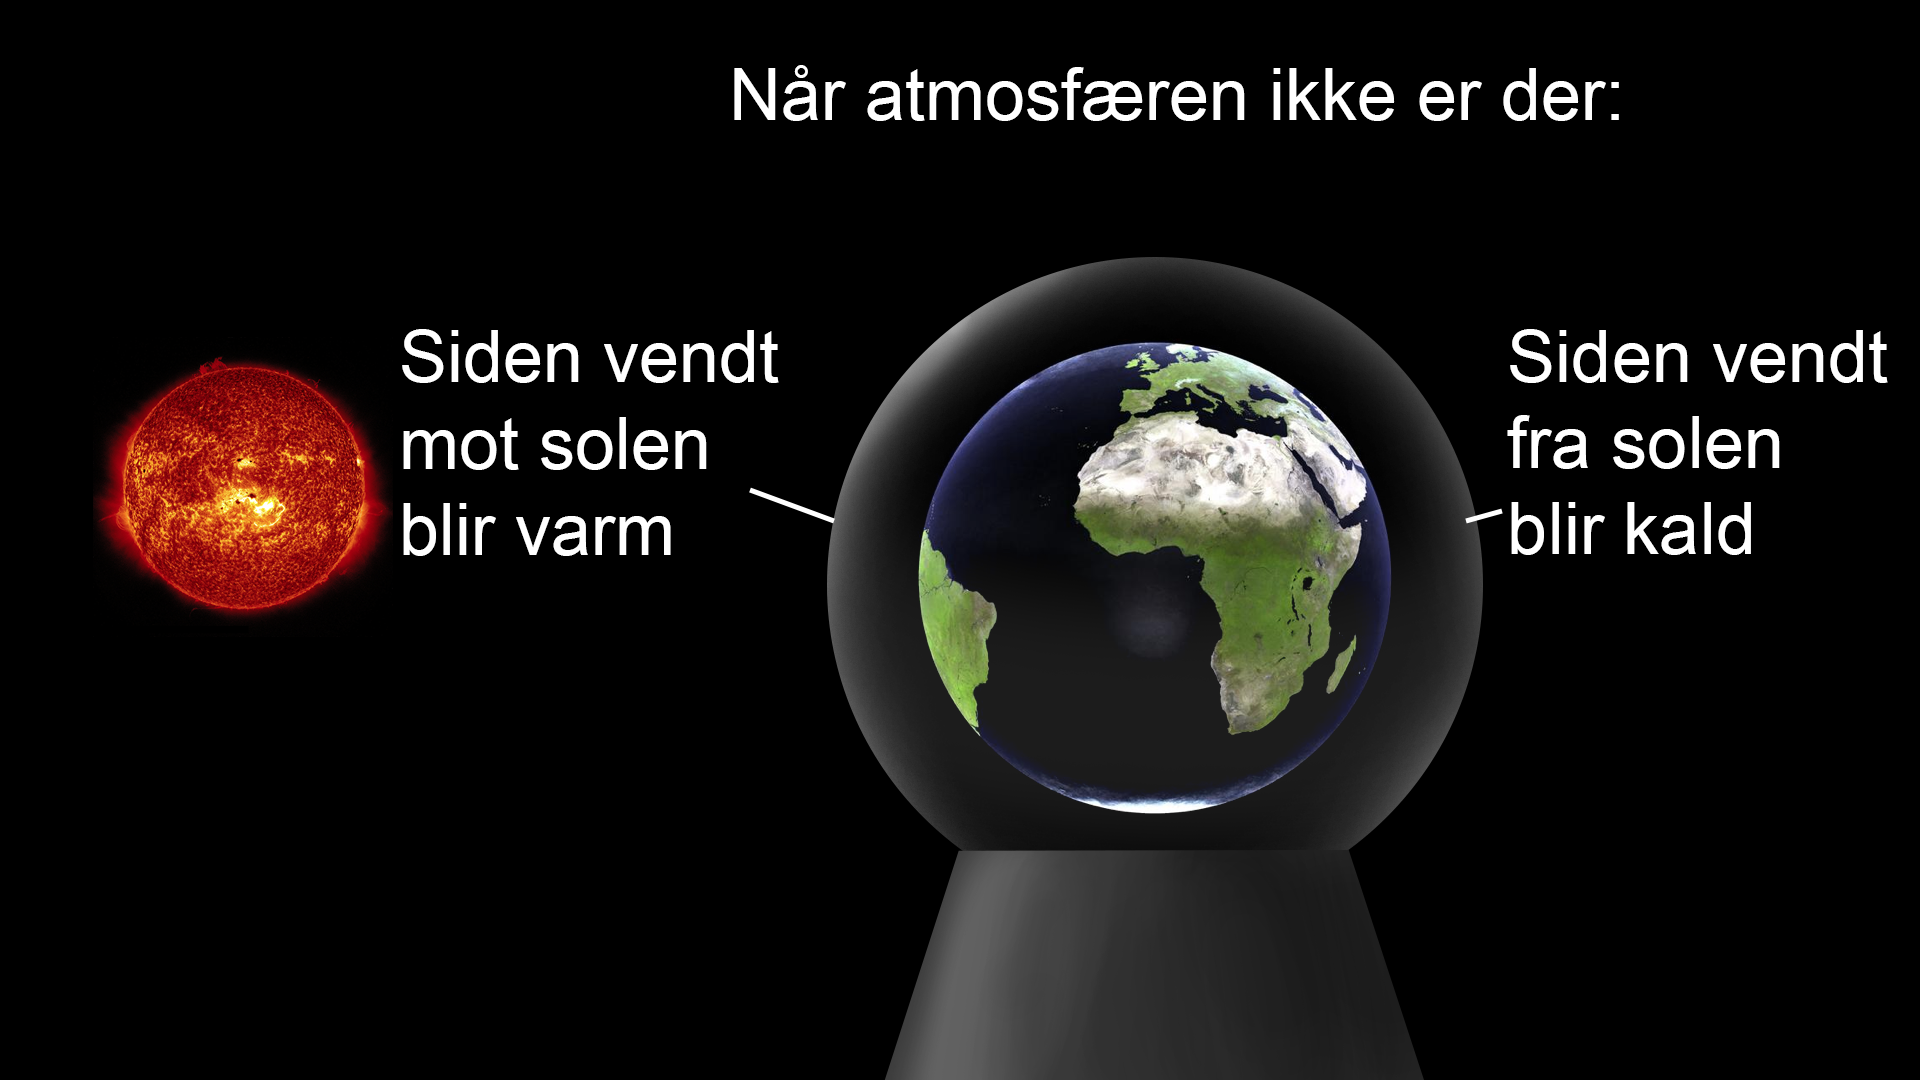 Når atmosfæren ikke er der:
Siden vendt
mot solen
blir varm
Siden vendt
fra solen
blir kald